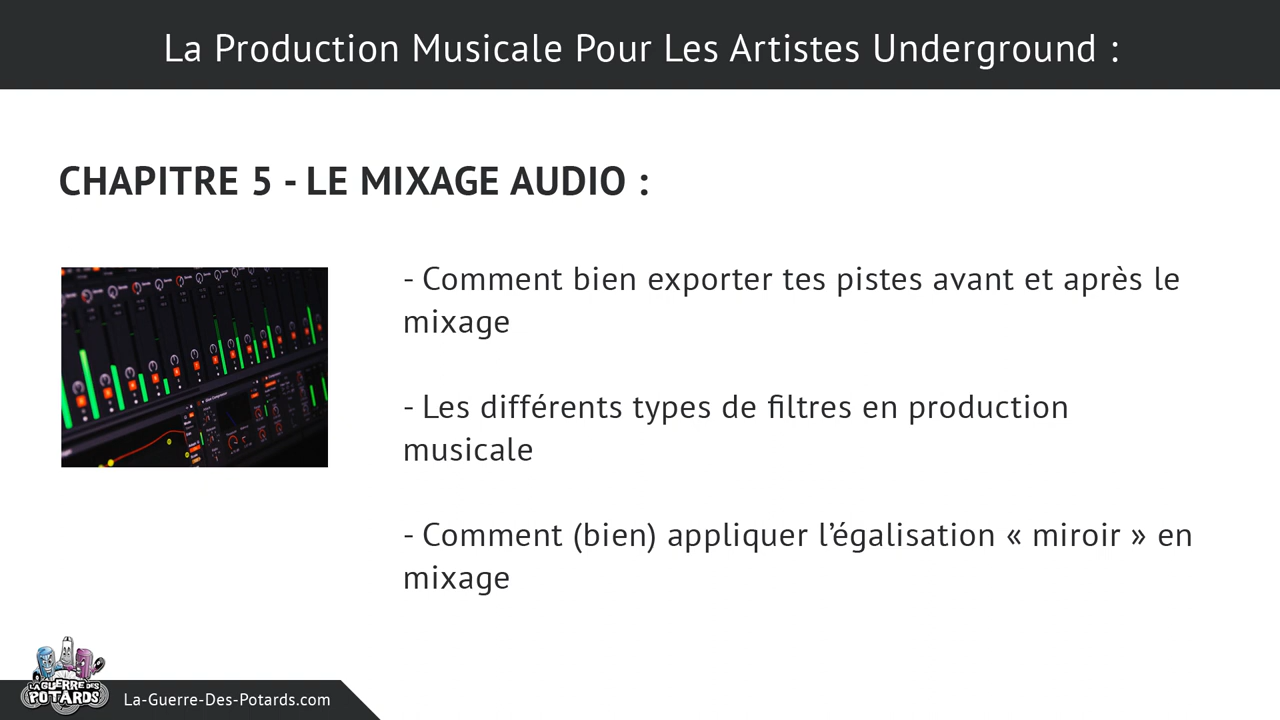 La Production Musicale Pour Les Artistes Underground :
CHAPITRE 5 - LE MIXAGE AUDIO :
- Comment bien exporter tes pistes avant et après le
mixage
- Les différents types de filtres en production
musicale
- Comment (bien) appliquer l’égalisation « miroir » en
mixage
LA GUERRE DES
POTARDS
La-Guerre-Des-Potards.com